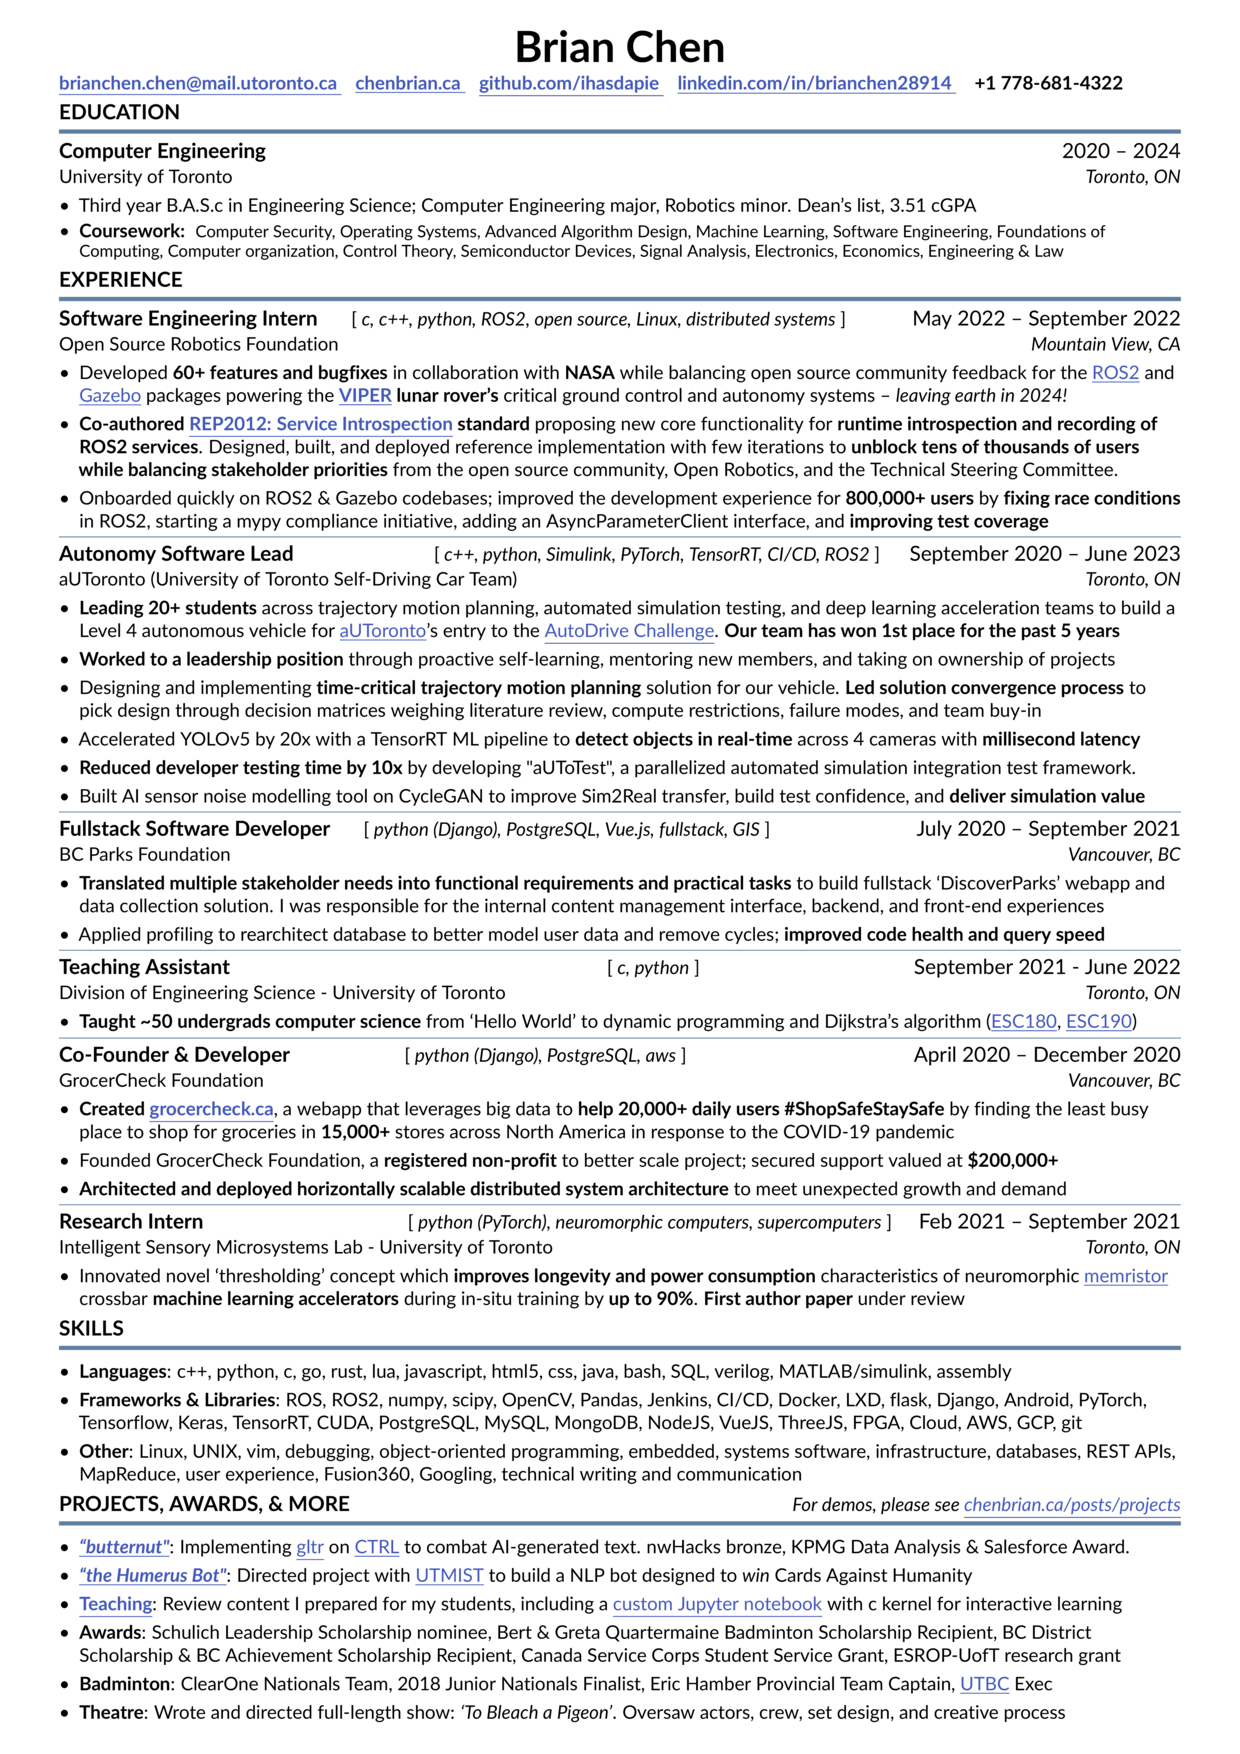 Brian Chen
brianchen.chen@mail.utoronto.ca chenbrian.ca github.com/ihasdapie linkedin.com/in/brianchen28914 +1 778-681-4322
EDUCATION
Computer Engineering 2020 – 2024
University of Toronto Toronto, ON
• Third year B.A.S.c in Engineering Science; Computer Engineering major, Robotics minor. Dean's list, 3.51 cGPA
• Coursework: Computer Security, Operating Systems, Advanced Algorithm Design, Machine Learning, Software Engineering, Foundations of
Computing, Computer organization, Control Theory, Semiconductor Devices, Signal Analysis, Electronics, Economics, Engineering & Law
EXPERIENCE
Software Engineering Intern [ c, c++, python, ROS2, open source, Linux, distributed systems ] May 2022 – September 2022
Open Source Robotics Foundation Mountain View, CA
• Developed 60+ features and bugfixes in collaboration with NASA while balancing open source community feedback for the ROS2 and
Gazebo packages powering the VIPER lunar rover's critical ground control and autonomy systems – leaving earth in 2024!
• Co-authored REP2012: Service Introspection standard proposing new core functionality for runtime introspection and recording of
ROS2 services. Designed, built, and deployed reference implementation with few iterations to unblock tens of thousands of users
while balancing stakeholder priorities from the open source community, Open Robotics, and the Technical Steering Committee.
• Onboarded quickly on ROS2 & Gazebo codebases; improved the development experience for 800,000+ users by fixing race conditions
in ROS2, starting a mypy compliance initiative, adding an AsyncParameterClient interface, and improving test coverage
Autonomy Software Lead [ c++, python, Simulink, PyTorch, TensorRT, CI/CD, ROS2 ] September 2020 – June 2023
aUToronto (University of Toronto Self-Driving Car Team) Toronto, ON
• Leading 20+ students across trajectory motion planning, automated simulation testing, and deep learning acceleration teams to build a
Level 4 autonomous vehicle for aUToronto's entry to the AutoDrive Challenge. Our team has won 1st place for the past 5 years
• Worked to a leadership position through proactive self-learning, mentoring new members, and taking on ownership of projects
• Designing and implementing time-critical trajectory motion planning solution for our vehicle. Led solution convergence process to
pick design through decision matrices weighing literature review, compute restrictions, failure modes, and team buy-in
• Accelerated YOLOv5 by 20x with a TensorRT ML pipeline to detect objects in real-time across 4 cameras with millisecond latency
• Reduced developer testing time by 10x by developing "aUToTest", a parallelized automated simulation integration test framework.
• Built AI sensor noise modelling tool on CycleGAN to improve Sim2Real transfer, build test confidence, and deliver simulation value
Fullstack Software Developer [ python (Django), PostgreSQL, Vue.js, fullstack, GIS ] July 2020 – September 2021
BC Parks Foundation Vancouver, BC
• Translated multiple stakeholder needs into functional requirements and practical tasks to build fullstack 'DiscoverParks' webapp and
data collection solution. I was responsible for the internal content management interface, backend, and front-end experiences
• Applied profiling to rearchitect database to better model user data and remove cycles; improved code health and query speed
Teaching Assistant [ c, python ] September 2021 - June 2022
Division of Engineering Science - University of Toronto Toronto, ON
• Taught ~50 undergrads computer science from 'Hello World' to dynamic programming and Dijkstra's algorithm (ESC180, ESC190)
Co-Founder & Developer [ python (Django), PostgreSQL, aws ] April 2020 – December 2020
GrocerCheck Foundation Vancouver, BC
• Created grocercheck.ca, a webapp that leverages big data to help 20,000+ daily users #ShopSafeStaySafe by finding the least busy
place to shop for groceries in 15,000+ stores across North America in response to the COVID-19 pandemic
• Founded GrocerCheck Foundation, a registered non-profit to better scale project; secured support valued at $200,000+
• Architected and deployed horizontally scalable distributed system architecture to meet unexpected growth and demand
Research Intern [ python (PyTorch), neuromorphic computers, supercomputers ] Feb 2021 – September 2021
Intelligent Sensory Microsystems Lab - University of Toronto Toronto, ON
• Innovated novel 'thresholding' concept which improves longevity and power consumption characteristics of neuromorphic memristor
crossbar machine learning accelerators during in-situ training by up to 90%. First author paper under review
SKILLS
• Languages: c++, python, c, go, rust, lua, javascript, html5, css, java, bash, SQL, verilog, MATLAB/simulink, assembly
• Frameworks & Libraries: ROS, ROS2, numpy, scipy, OpenCV, Pandas, Jenkins, CI/CD, Docker, LXD, flask, Django, Android, PyTorch,
Tensorflow, Keras, TensorRT, CUDA, PostgreSQL, MySQL, MongoDB, NodeJS, VueJS, ThreeJS, FPGA, Cloud, AWS, GCP, git
• Other: Linux, UNIX, vim, debugging, object-oriented programming, embedded, systems software, infrastructure, databases, REST APIs,
MapReduce, user experience, Fusion360, Googling, technical writing and communication
PROJECTS, AWARDS, & MORE For demos, please see chenbrian.ca/posts/projects
• "butternut": Implementing gltr on CTRL to combat AI-generated text. nwHacks bronze, KPMG Data Analysis & Salesforce Award.
• "the Humerus Bot": Directed project with UTMIST to build a NLP bot designed to win Cards Against Humanity
• Teaching: Review content I prepared for my students, including a custom Jupyter notebook with c kernel for interactive learning
• Awards: Schulich Leadership Scholarship nominee, Bert & Greta Quartermaine Badminton Scholarship Recipient, BC District
Scholarship & BC Achievement Scholarship Recipient, Canada Service Corps Student Service Grant, ESROP-UofT research grant
• Badminton: ClearOne Nationals Team, 2018 Junior Nationals Finalist, Eric Hamber Provincial Team Captain, UTBC Exec
• Theatre: Wrote and directed full-length show: 'To Bleach a Pigeon'. Oversaw actors, crew, set design, and creative process